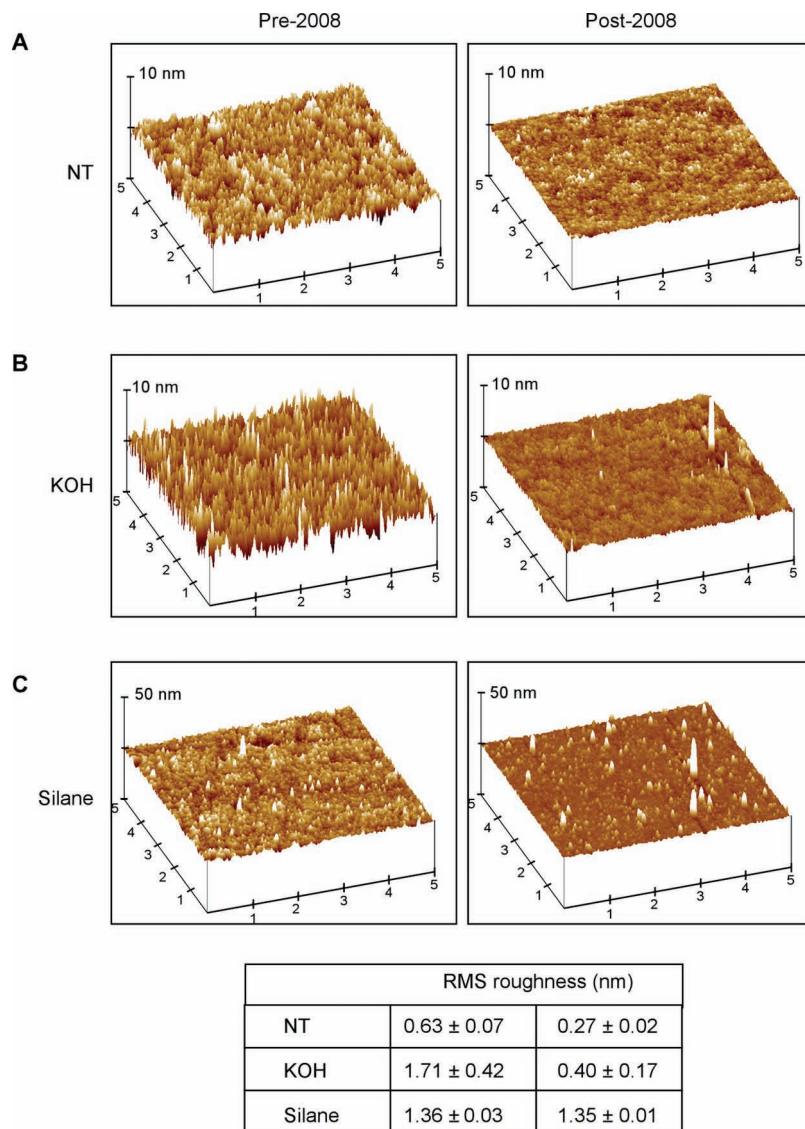 Pre-2008 Post-2008
A
10 nm 10 nm
NT
5 4 3 2 1 1 2 3 4 5
5 4 3 2 1 1 2 3 4 5
B
10 nm 10 nm
KOH
5 4 3 2 1 1 2 3 4 5
5 4 3 2 1 1 2 3 4 5
C
50 nm 50 nm
Silane
5 4 3 2 1 1 2 3 4 5
5 4 3 2 1 1 2 3 4 5
RMS roughness (nm)
NT 0.63 ± 0.07 0.27 ± 0.02
KOH 1.71 ± 0.42 0.40 ± 0.17
Silane 1.36 ± 0.03 1.35 ± 0.01